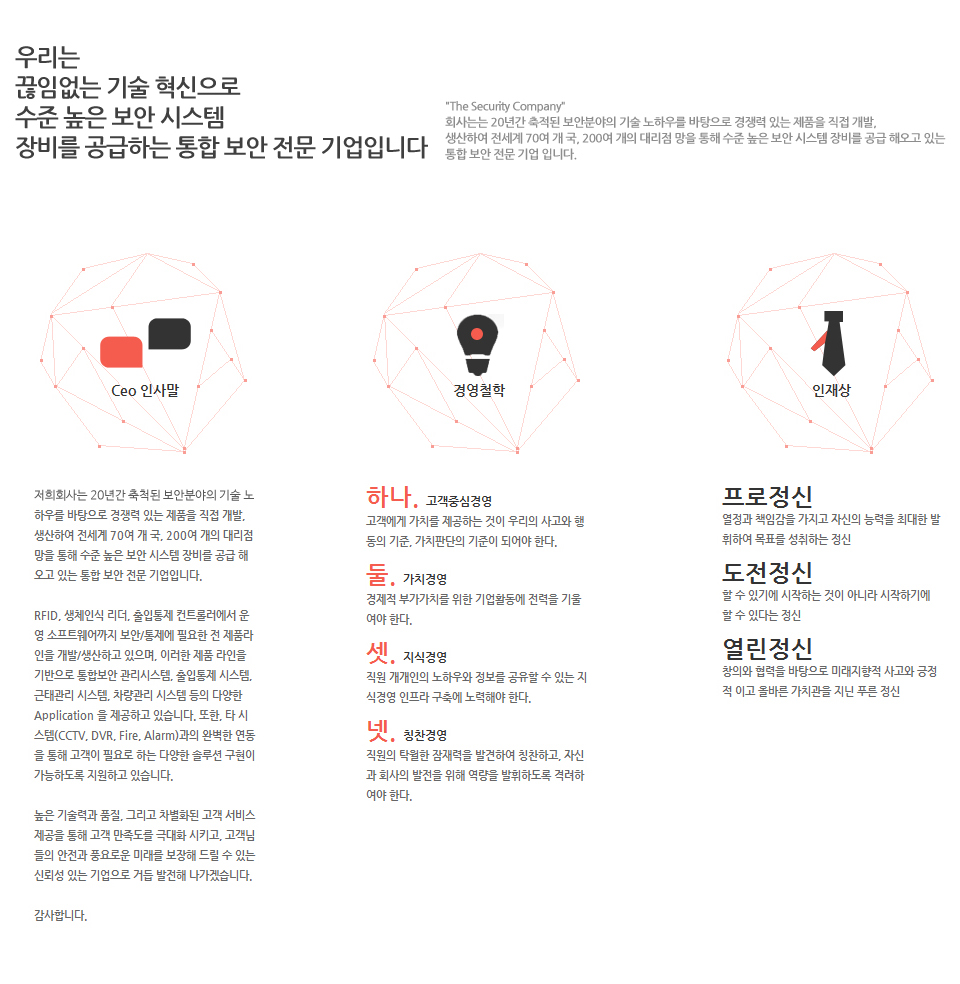 우리는
끊임없는 기술 혁신으로
수준 높은 보안 시스템
장비를 공급하는 통합 보안 전문 기업입니다
"The Security Company"
회사는는 20년간 축적된 보안분야의 기술 노하우를 바탕으로 경쟁력 있는 제품을 직접 개발,
생산하여 전세계 70여 개 국, 200여 개의 대리점 망을 통해 수준 높은 보안 시스템 장비를 공급 해오고 있는
통합 보안 전문 기업 입니다.
Ceo 인사말
저희회사는 20년간 축척된 보안분야의 기술 노
하우를 바탕으로 경쟁력 있는 제품을 직접 개발,
생산하여 전세계 70여 개 국, 200여 개의 대리점
망을 통해 수준 높은 보안 시스템 장비를 공급 해
오고 있는 통합 보안 전문 기업입니다.
RFID, 생체인식 리더, 출입통제 컨트롤러에서 운
영 소프트웨어까지 보안/통제에 필요한 전 제품라
인을 개발/생산하고 있으며, 이러한 제품 라인을
기반으로 통합보안 관리시스템, 출입통제 시스템,
근태관리 시스템, 차량관리 시스템 등의 다양한
Application 을 제공하고 있습니다. 또한, 타 시
스템(CCTV, DVR, Fire, Alarm)과의 완벽한 연동
을 통해 고객이 필요로 하는 다양한 솔루션 구현이
가능하도록 지원하고 있습니다.
높은 기술력과 품질, 그리고 차별화된 고객 서비스
제공을 통해 고객 만족도를 극대화 시키고, 고객님
들의 안전과 풍요로운 미래를 보장해 드릴 수 있는
신뢰성 있는 기업으로 거듭 발전해 나가겠습니다.
감사합니다.
경영철학
하나. 고객중심경영
고객에게 가치를 제공하는 것이 우리의 사고와 행
동의 기준, 가치판단의 기준이 되어야 한다.
둘. 가치경영
경제적 부가가치를 위한 기업활동에 전력을 기울
여야 한다.
셋. 지식경영
직원 개개인의 노하우와 정보를 공유할 수 있는 지
식경영 인프라 구축에 노력해야 한다.
넷. 칭찬경영
직원의 탁월한 잠재력을 발견하여 칭찬하고, 자신
과 회사의 발전을 위해 역량을 발휘하도록 격려하
여야 한다.
인재상
프로정신
열정과 책임감을 가지고 자신의 능력을 최대한 발
휘하여 목표를 성취하는 정신
도전정신
할 수 있기에 시작하는 것이 아니라 시작하기에
할 수 있다는 정신
열린정신
창의와 협력을 바탕으로 미래지향적 사고와 긍정
적 이고 올바른 가치관을 지닌 푸른 정신